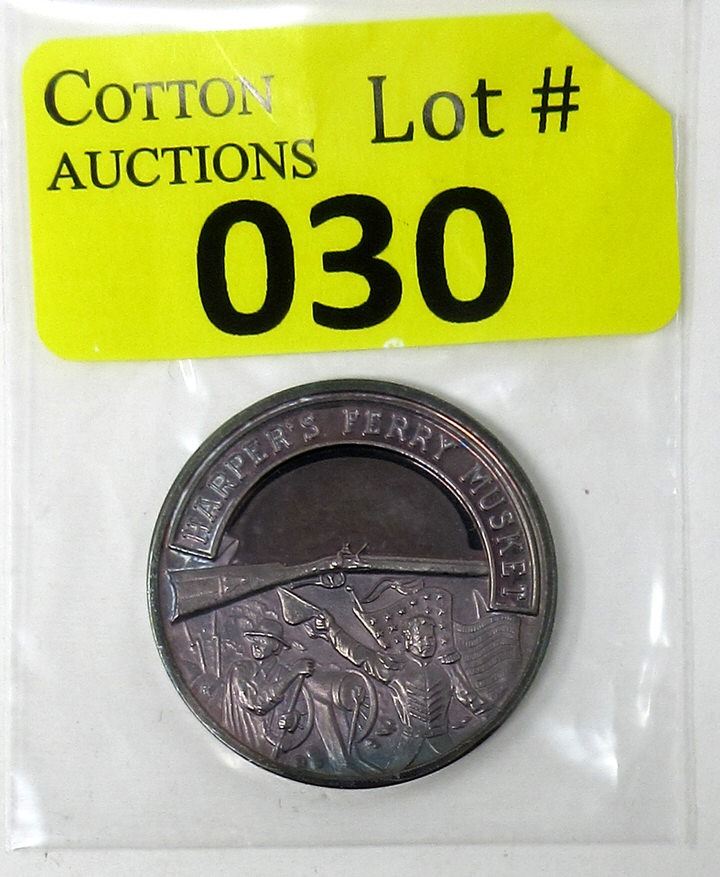 COTTON
AUCTIONS
Lot #
030
HARPER'S FERRY MUSKET